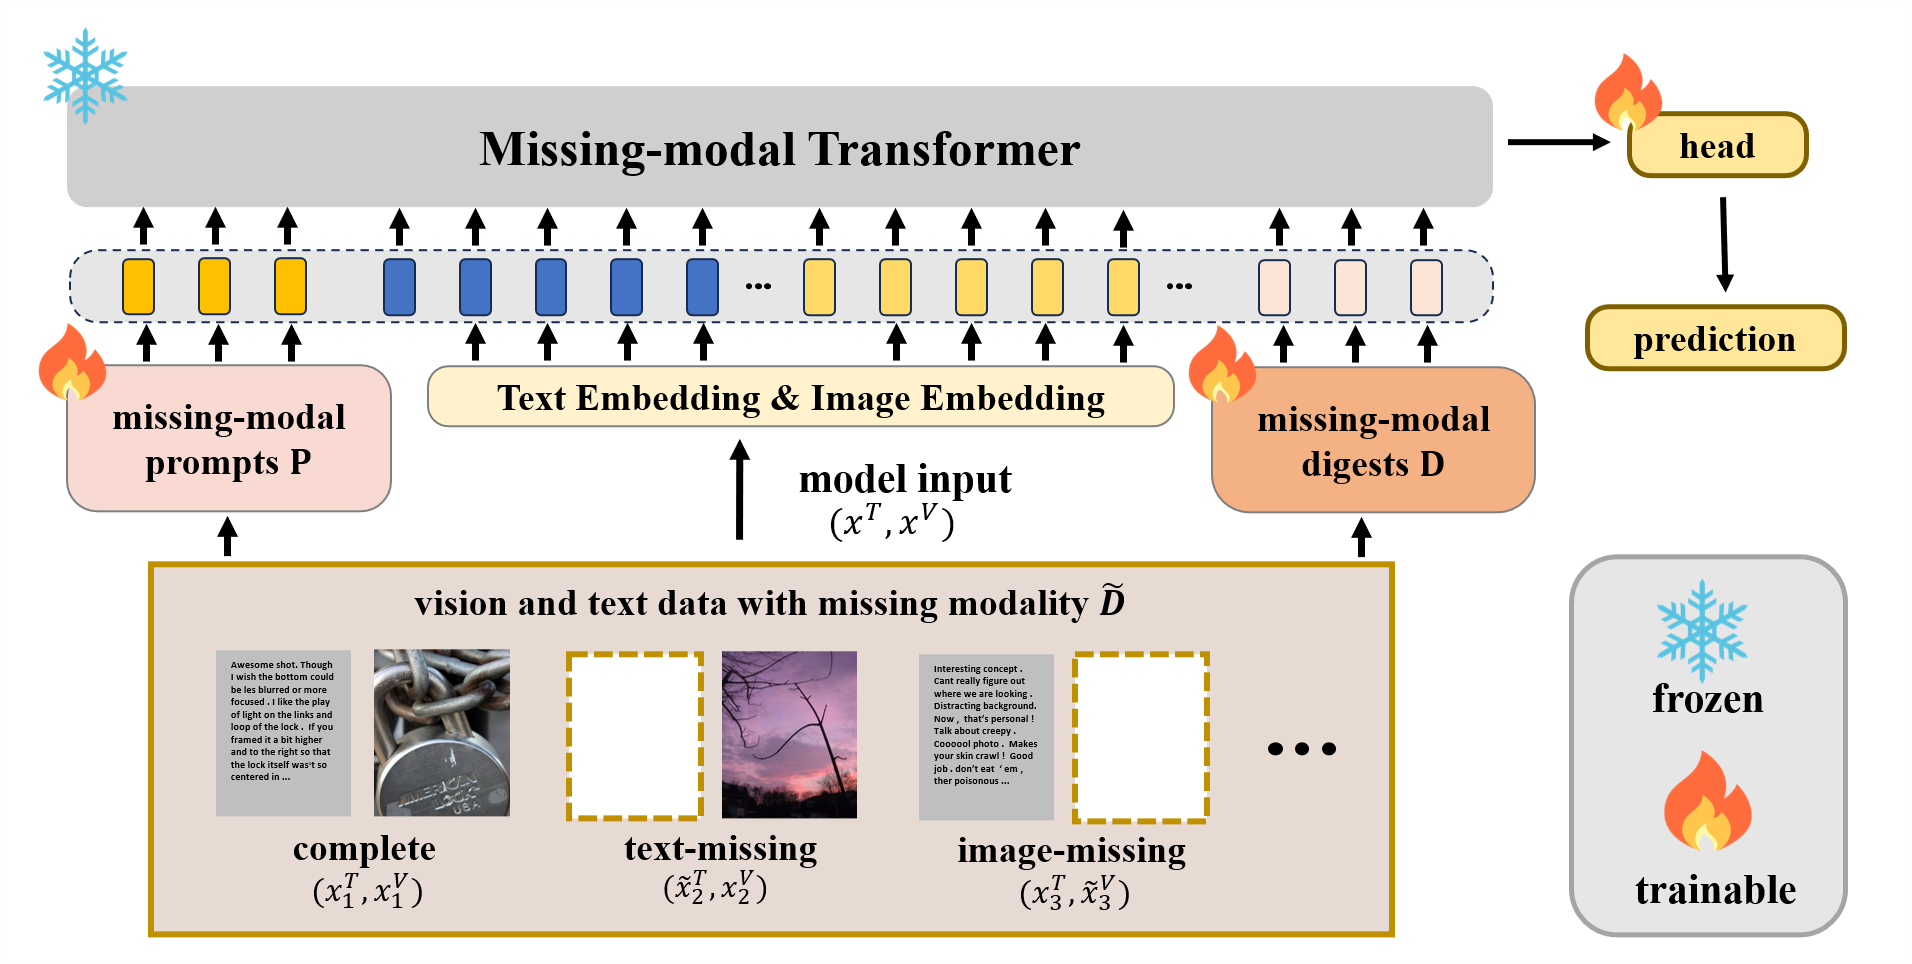 Missing-modal Transformer
head
prediction
...
...
missing-modal
prompts P
Text Embedding & Image Embedding
missing-modal
digests D
model input
(x^T, x^V)
vision and text data with missing modality D̃
Awesome shot. Though
I wish the bottom could
be les blurred or more
focused . I like the play
of light on the links and
loop of the lock . If you
framed it a bit higher
and to the right so that
the lock itself was't so
centered in ...
AMERICAN
LOCK
USA
Interesting concept .
Cant really figure out
where we are looking .
Distracting background.
Now , that's personal !
Talk about creepy .
Coooool photo . Makes
your skin crawl ! Good
job . don't eat ' em ,
ther poisonous ...
...
complete
(x_1^T, x_1^V)
text-missing
(x̃_2^T, x_2^V)
image-missing
(x_3^T, x̃_3^V)
frozen
trainable